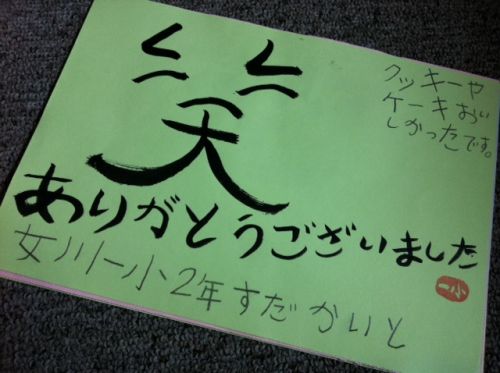 笑
クッキーや
ケーキおい
しかったです。
ありがとうございました
女川一小2年すだかいと